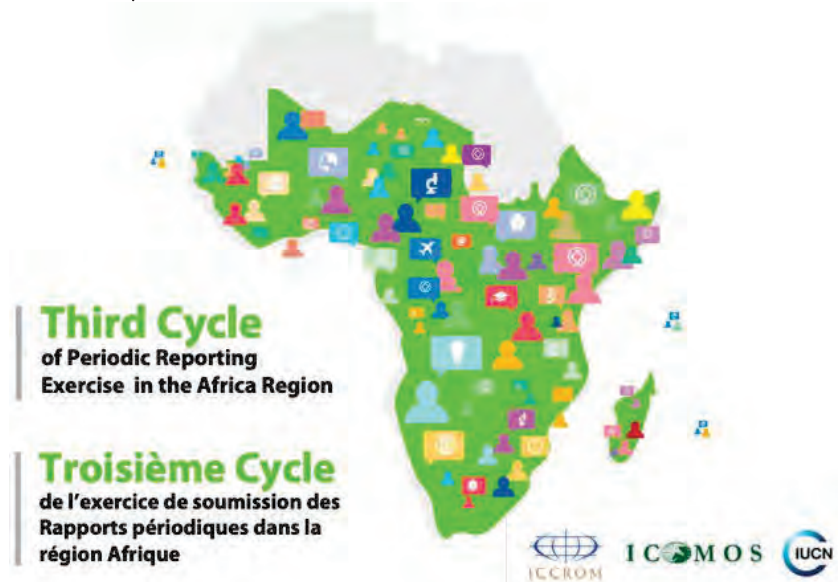 Third Cycle
of Periodic Reporting
Exercise in the Africa Region
Troisième Cycle
de l'exercice de soumission des
Rapports périodiques dans la
région Afrique
ICCROM
ICOMOS
IUCN